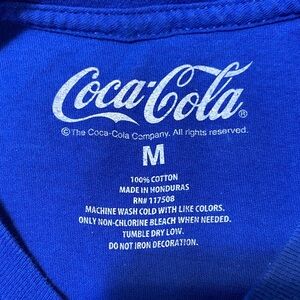 Coca-Cola®
©The Coca-Cola Company. All rights reserved.
M
100% COTTON
MADE IN HONDURAS
RN# 117508
MACHINE WASH COLD WITH LIKE COLORS.
ONLY NON-CHLORINE BLEACH WHEN NEEDED.
TUMBLE DRY LOW.
DO NOT IRON DECORATION.